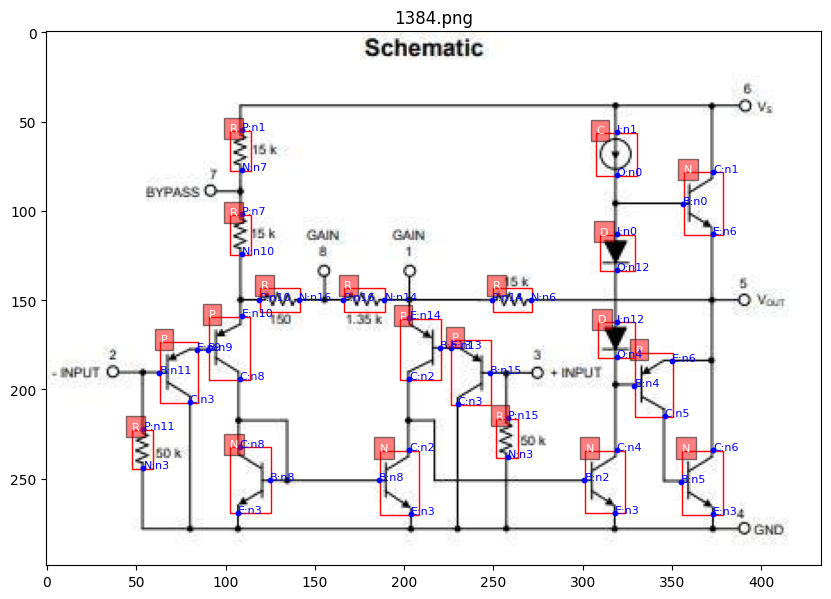 1384.png
Schematic
6
Vs
R P:n1
15 k
N:n7
7
BYPASS
R P:n7
15 k
N:n10
C I:n1
O:n0
N C:n1
B:n0
E:n6
D I:n0
O:n12
GAIN
8
GAIN
1
R P:n10 N:n16
150
R P:n16 N:n14
1.35 k
R P:n14 N:n6
15 k
5
VOUT
P E:n10
B:n9
C:n8
P E:n9
B:n11
C:n3
2
- INPUT
P E:n14
B:n13
C:n2
P E:n13
B:n15
C:n3
3
+ INPUT
D I:n12
O:n4
P E:n6
B:n4
C:n5
R P:n11
50 k
N:n3
N C:n8
B:n8
E:n3
N C:n2
B:n8
E:n3
R P:n15
50 k
N:n3
N C:n4
B:n2
E:n3
N C:n6
B:n5
E:n3
4
GND
0
50
100
150
200
250
0 50 100 150 200 250 300 350 400